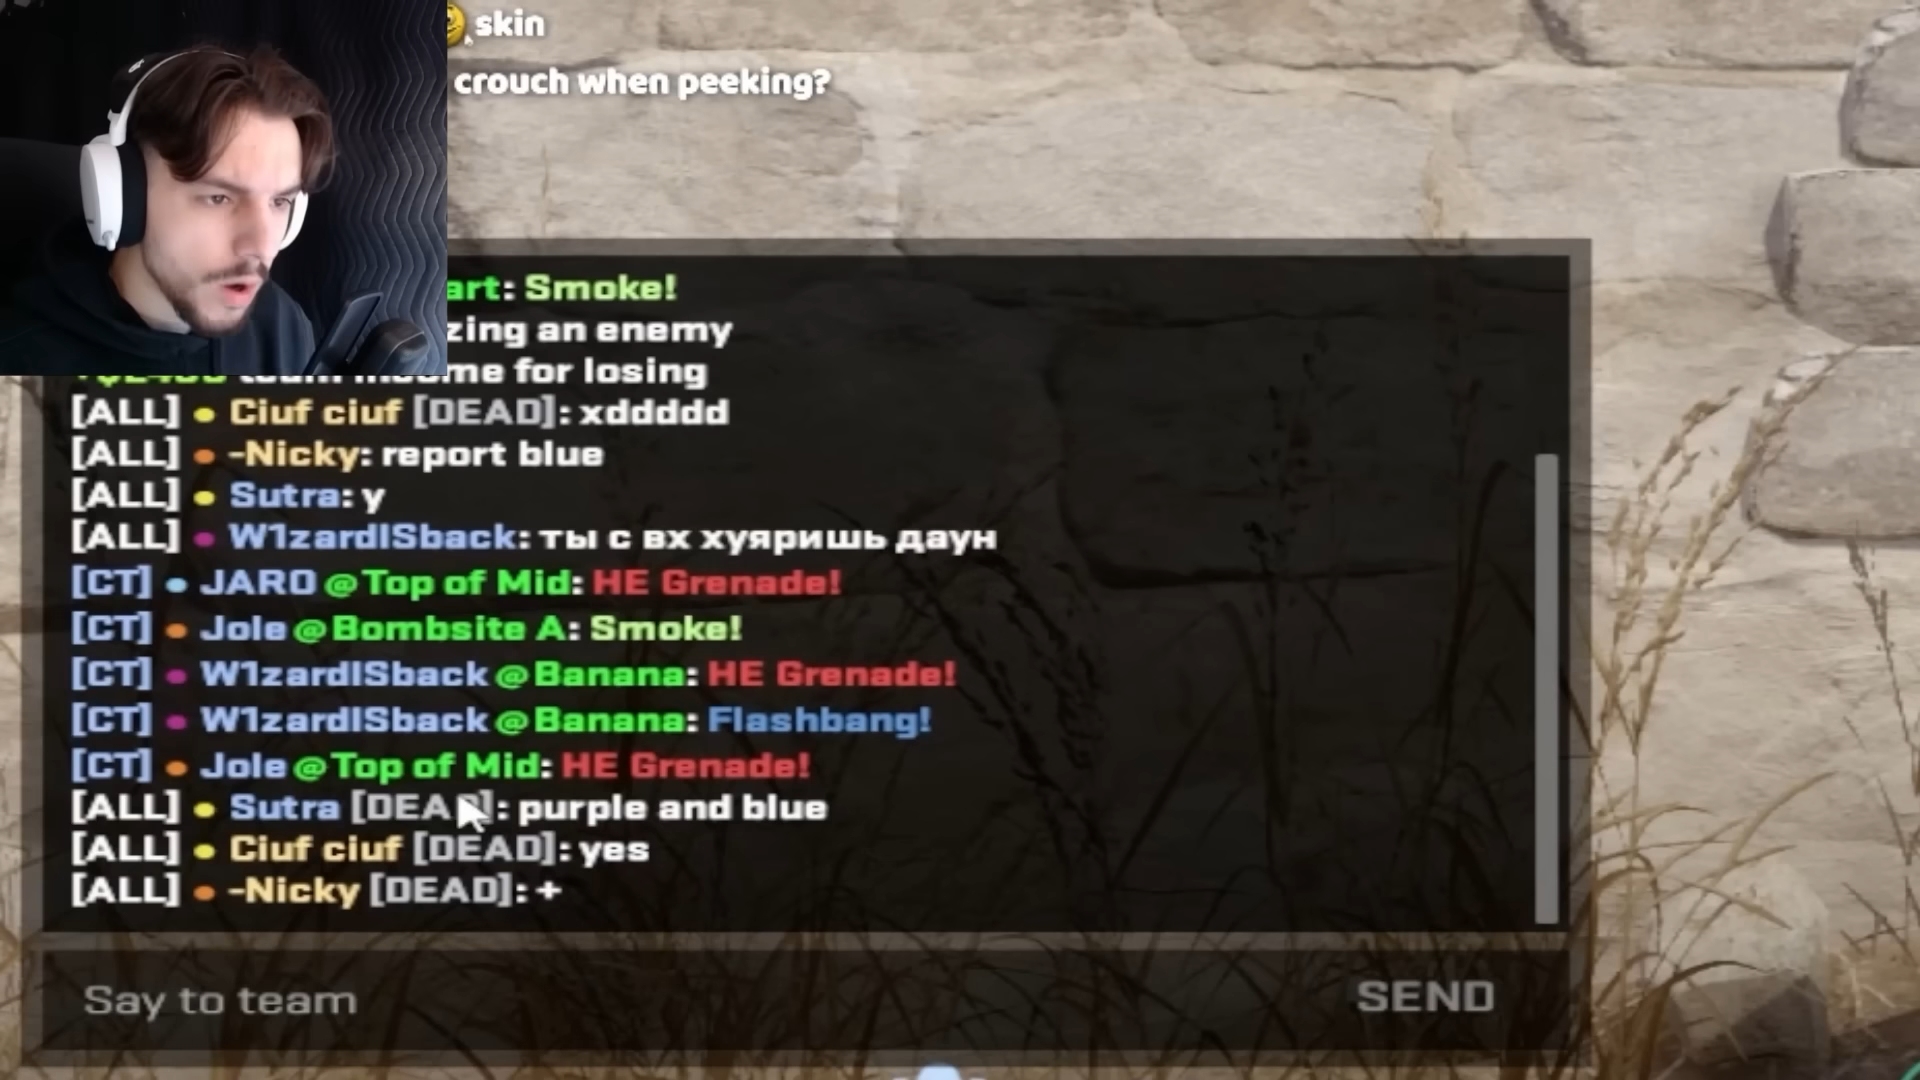 skin
crouch when peeking?
art: Smoke!
zing an enemy
me for losing
[ALL] • Ciuf ciuf [DEAD]: xddddd
[ALL] • -Nicky: report blue
[ALL] • Sutra: y
[ALL] • W1zardISback: ты с вх хуяришь даун
[CT] • JARO @ Top of Mid: HE Grenade!
[CT] • Jole @ Bombsite A: Smoke!
[CT] • W1zardISback @ Banana: HE Grenade!
[CT] • W1zardISback @ Banana: Flashbang!
[CT] • Jole @ Top of Mid: HE Grenade!
[ALL] • Sutra [DEAD]: purple and blue
[ALL] • Ciuf ciuf [DEAD]: yes
[ALL] • -Nicky [DEAD]: +
Say to team
SEND